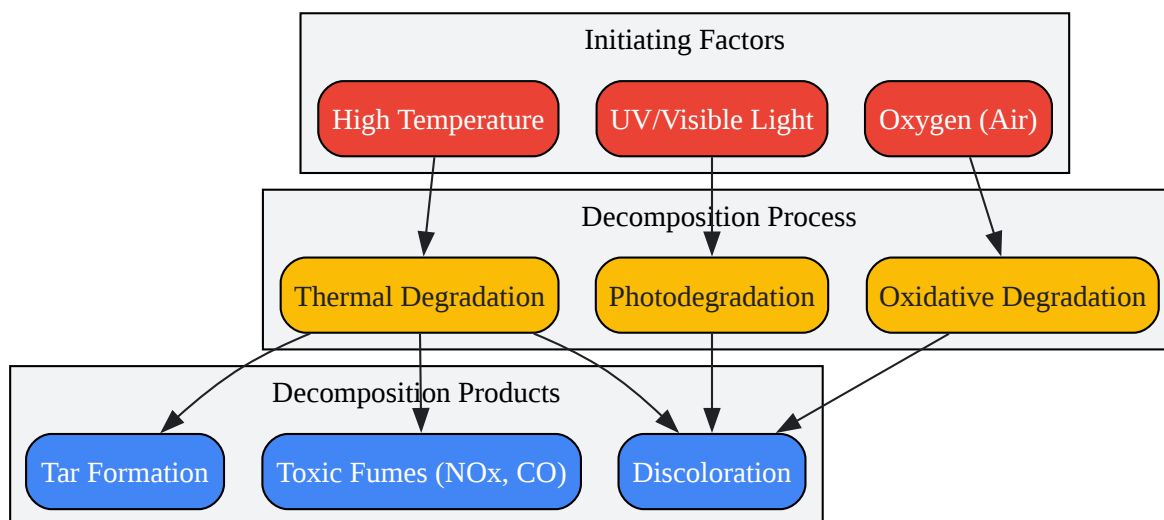 Initiating Factors
High Temperature
UV/Visible Light
Oxygen (Air)
Decomposition Process
Thermal Degradation
Photodegradation
Oxidative Degradation
Decomposition Products
Tar Formation
Toxic Fumes (NOx, CO)
Discoloration